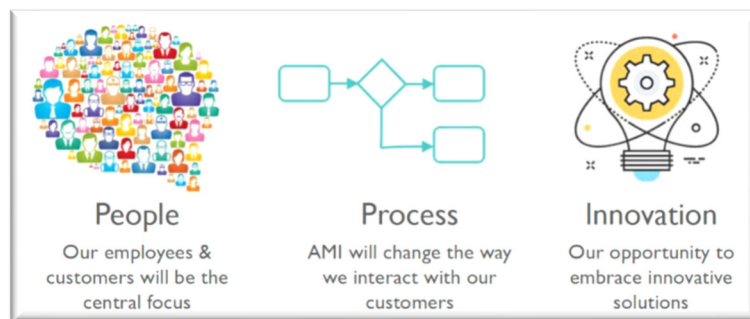 People
Our employees &
customers will be the
central focus
Process
AMI will change the way
we interact with our
customers
Innovation
Our opportunity to
embrace innovative
solutions